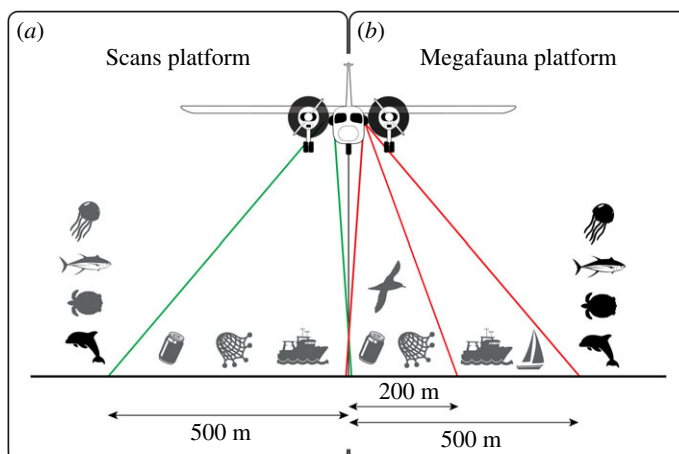 (a)
(b)
Scans platform
Megafauna platform
200 m
500 m
500 m